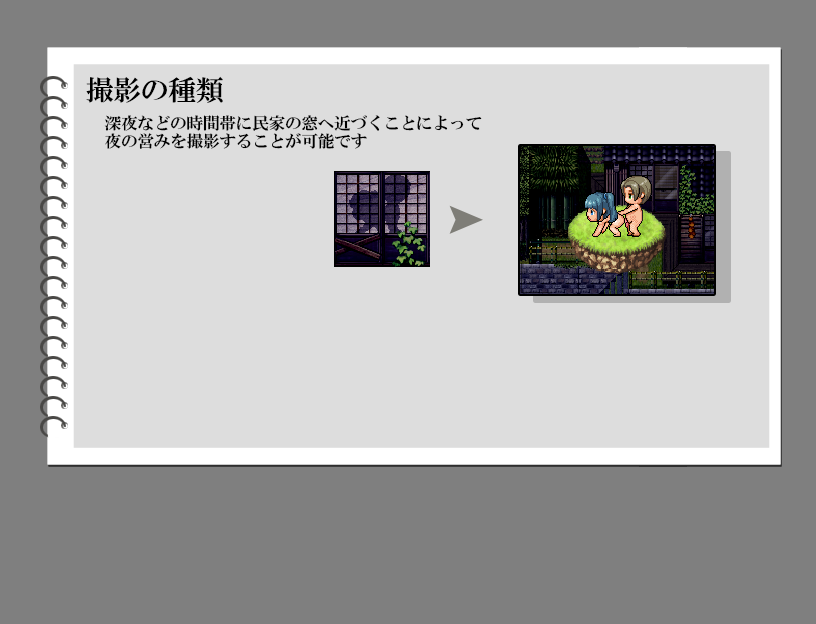 撮影の種類
深夜などの時間帯に民家の窓へ近づくことによって
夜の営みを撮影することが可能です